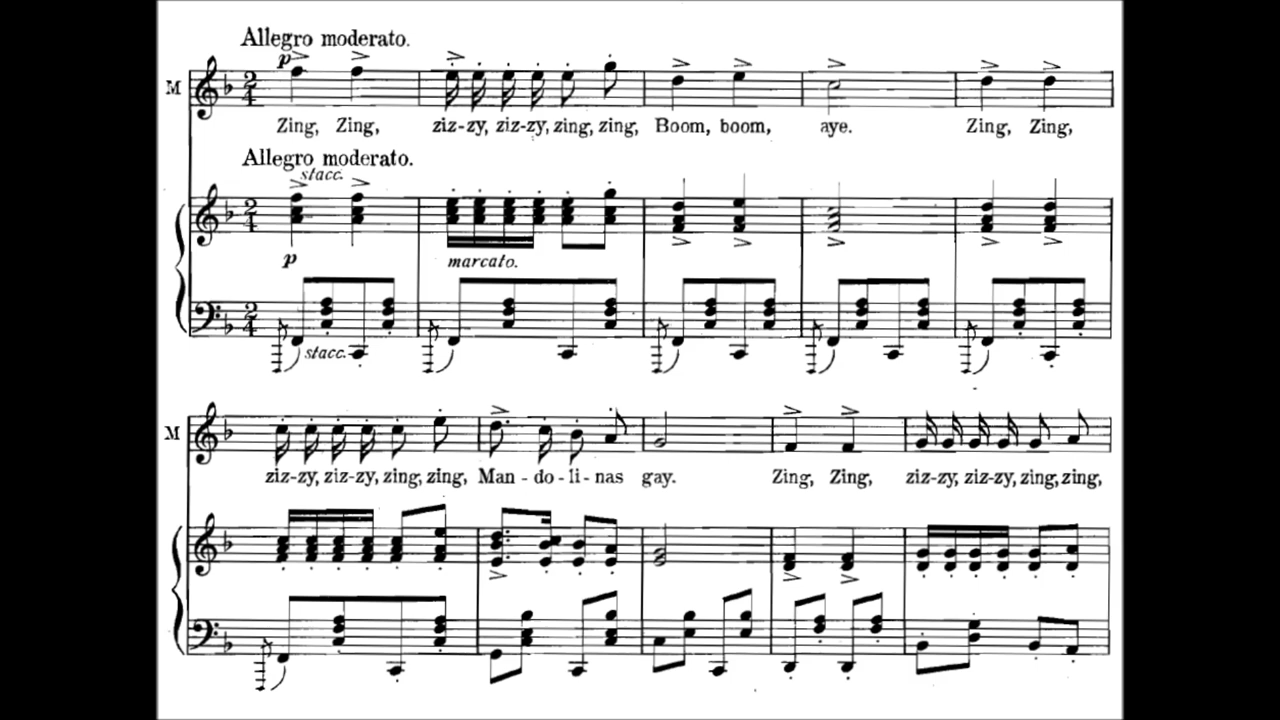 Allegro moderato.
p
M
Zing, Zing, ziz-zy, ziz-zy, zing, zing, Boom, boom, aye. Zing, Zing,
Allegro moderato.
stacc.
p marcato.
stacc.
M
ziz-zy, ziz-zy, zing, zing, Man-do-li-nas gay. Zing, Zing, ziz-zy, ziz-zy, zing, zing,